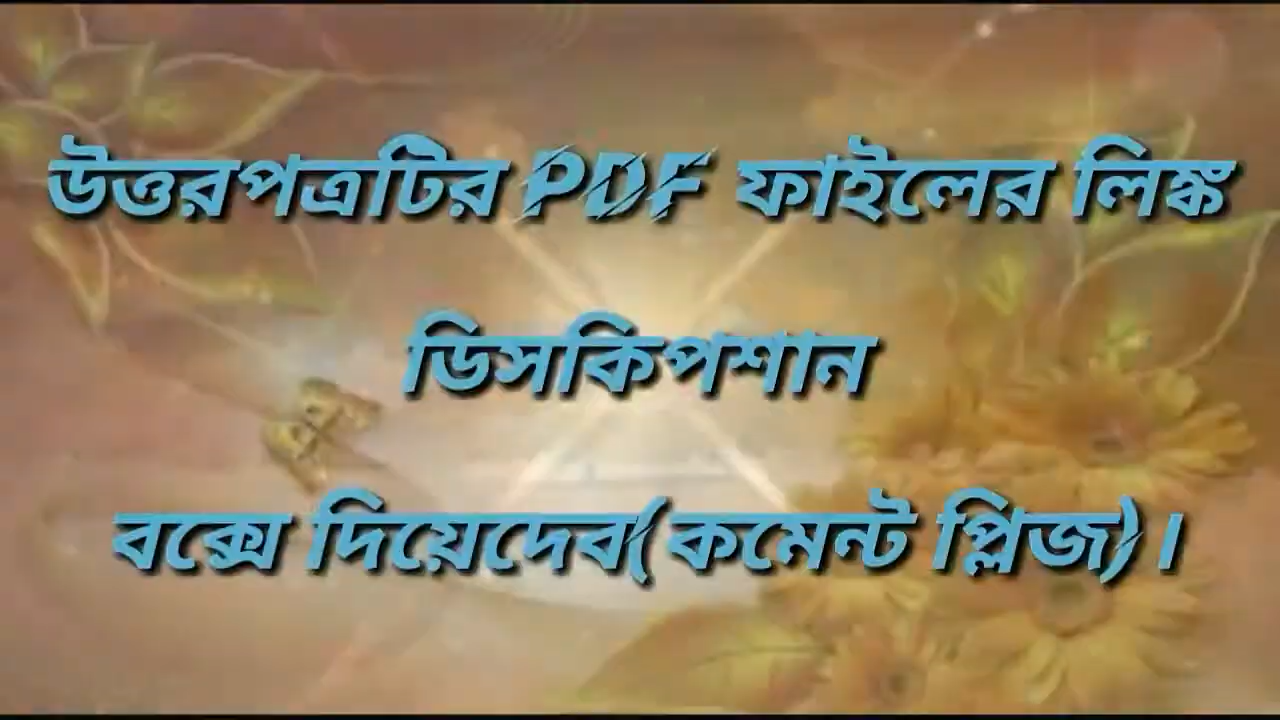 উত্তরপত্রটির PDF ফাইলের লিঙ্ক
ডিসকিপশান
বক্সে দিয়েদেব(কমেন্ট প্লিজ)।